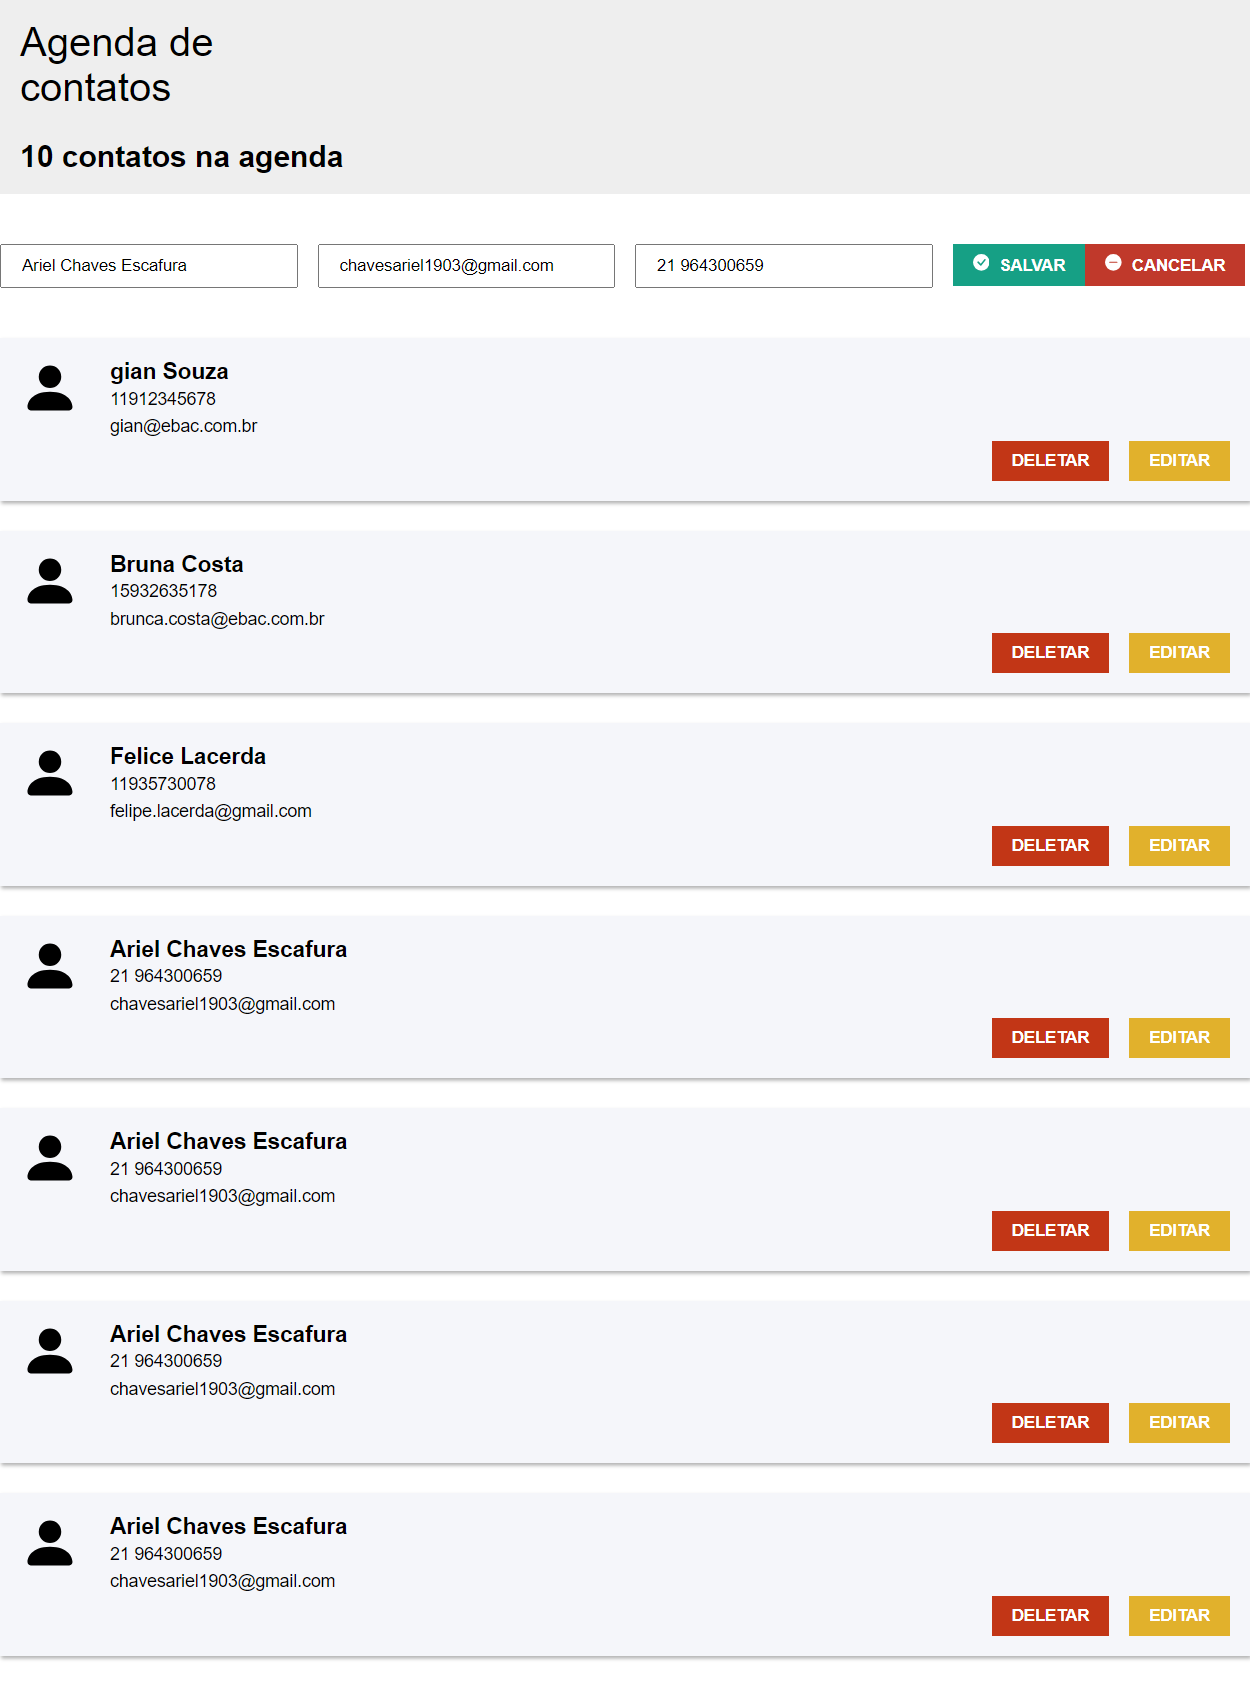 Agenda de
contatos
10 contatos na agenda
Ariel Chaves Escafura chavesariel1903@gmail.com 21 964300659 SALVAR CANCELAR
gian Souza
11912345678
gian@ebac.com.br
DELETAR EDITAR
Bruna Costa
15932635178
brunca.costa@ebac.com.br
DELETAR EDITAR
Felice Lacerda
11935730078
felipe.lacerda@gmail.com
DELETAR EDITAR
Ariel Chaves Escafura
21 964300659
chavesariel1903@gmail.com
DELETAR EDITAR
Ariel Chaves Escafura
21 964300659
chavesariel1903@gmail.com
DELETAR EDITAR
Ariel Chaves Escafura
21 964300659
chavesariel1903@gmail.com
DELETAR EDITAR
Ariel Chaves Escafura
21 964300659
chavesariel1903@gmail.com
DELETAR EDITAR